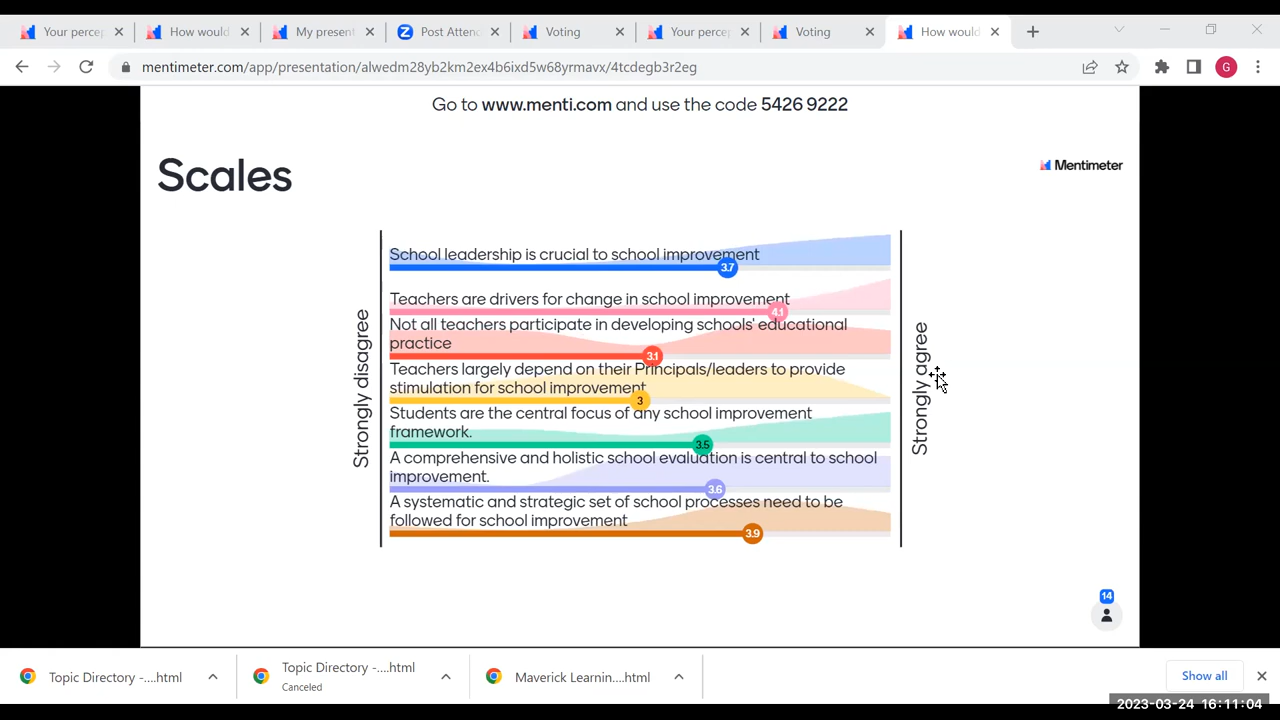 Your percep
How would
My present
Post Attend
Voting
Your percep
Voting
How would
mentimeter.com/app/presentation/alwedm28yb2km2ex4b6ixd5w68yrmavx/4tcdegb3r2eg
G
Go to www.menti.com and use the code 5426 9222
Scales
Mentimeter
Strongly disagree
School leadership is crucial to school improvement
3.7
Teachers are drivers for change in school improvement
4.1
Not all teachers participate in developing schools' educational
practice
3.1
Teachers largely depend on their Principals/leaders to provide
stimulation for school improvement
3
Students are the central focus of any school improvement
framework.
3.5
A comprehensive and holistic school evaluation is central to school
improvement.
3.6
A systematic and strategic set of school processes need to be
followed for school improvement
3.9
Strongly agree
14
Topic Directory -....html
Topic Directory -....html
Canceled
Maverick Learnin....html
Show all
2023-03-24 16:11:04